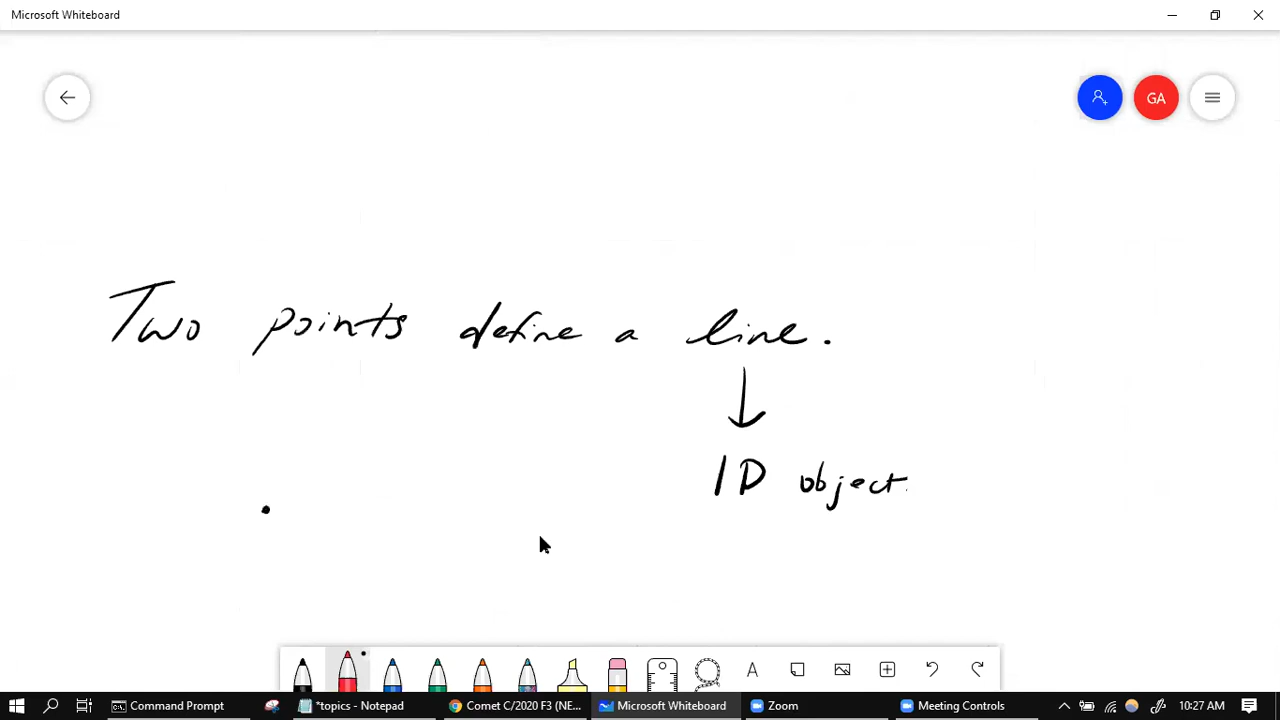 Microsoft Whiteboard
GA
Two points define a line.
1D object.
A
Command Prompt
*topics - Notepad
Comet C/2020 F3 (NE...
Microsoft Whiteboard
Zoom
Meeting Controls
10:27 AM